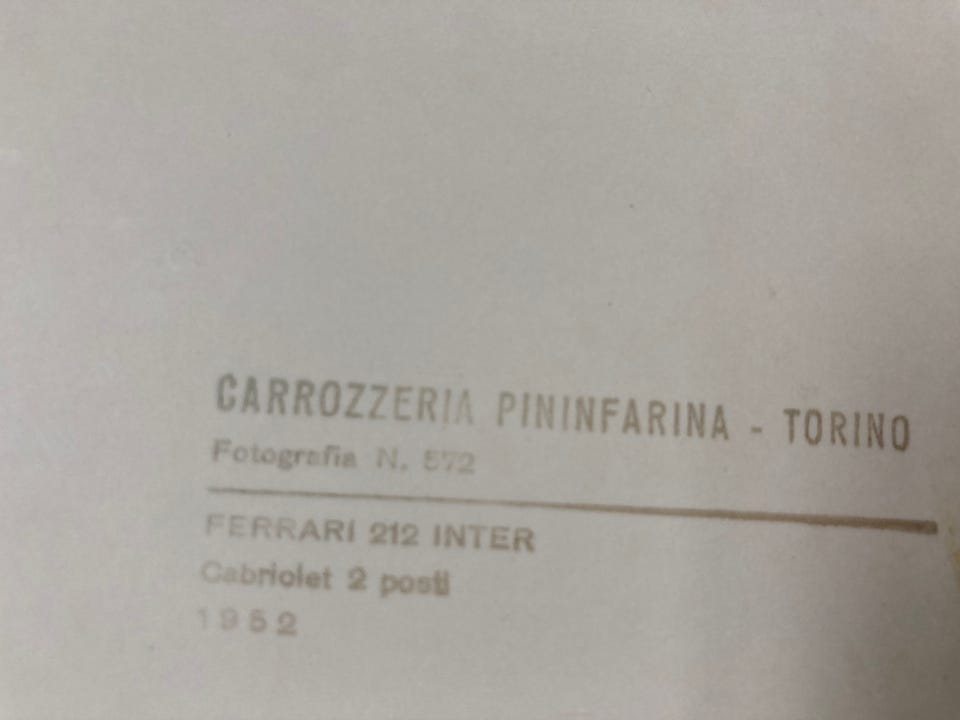 CARROZZERIA PININFARINA - TORINO
Fotografia N. 572
FERRARI 212 INTER
Cabriolet 2 posti
1952